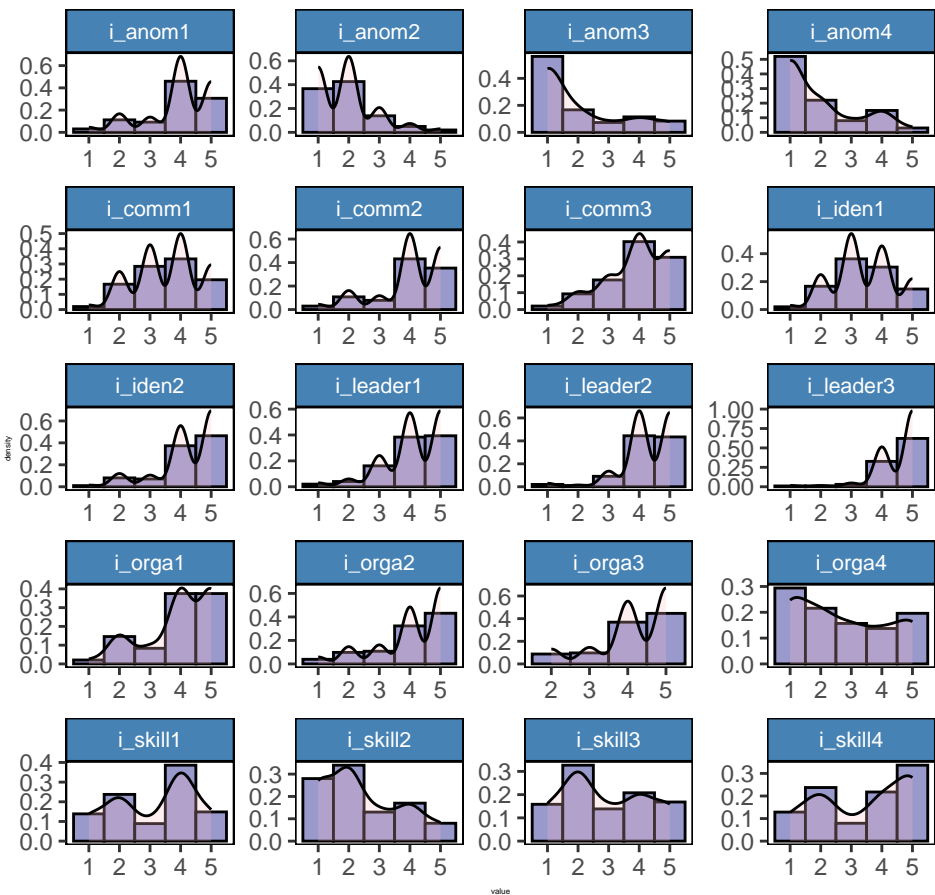 i_anom1 i_anom2 i_anom3 i_anom4
0.6 0.6 0.4 0.5
0.4 0.4 0.2 0.4
0.2 0.2 0.0 0.3
0.0 0.0 0.2
0.1
0.0
1 2 3 4 5 1 2 3 4 5 1 2 3 4 5 1 2 3 4 5
i_comm1 i_comm2 i_comm3 i_iden1
0.5 0.6 0.4 0.4
0.4 0.4 0.3 0.2
0.3 0.2 0.2 0.0
0.2 0.0 0.1
0.1 0.0
0.0
1 2 3 4 5 1 2 3 4 5 1 2 3 4 5 1 2 3 4 5
i_iden2 i_leader1 i_leader2 i_leader3
0.6 0.6 0.6 1.00
0.4 0.4 0.4 0.75
0.2 0.2 0.2 0.50
0.0 0.0 0.0 0.25
0.00
1 2 3 4 5 1 2 3 4 5 1 2 3 4 5 1 2 3 4 5
density
i_orga1 i_orga2 i_orga3 i_orga4
0.4 0.6 0.6 0.3
0.3 0.4 0.4 0.2
0.2 0.2 0.2 0.1
0.1 0.0 0.0 0.0
0.0
1 2 3 4 5 1 2 3 4 5 2 3 4 5 1 2 3 4 5
i_skill1 i_skill2 i_skill3 i_skill4
0.4 0.3 0.3 0.3
0.3 0.2 0.2 0.2
0.2 0.1 0.1 0.1
0.1 0.0 0.0 0.0
0.0
1 2 3 4 5 1 2 3 4 5 1 2 3 4 5 1 2 3 4 5
value